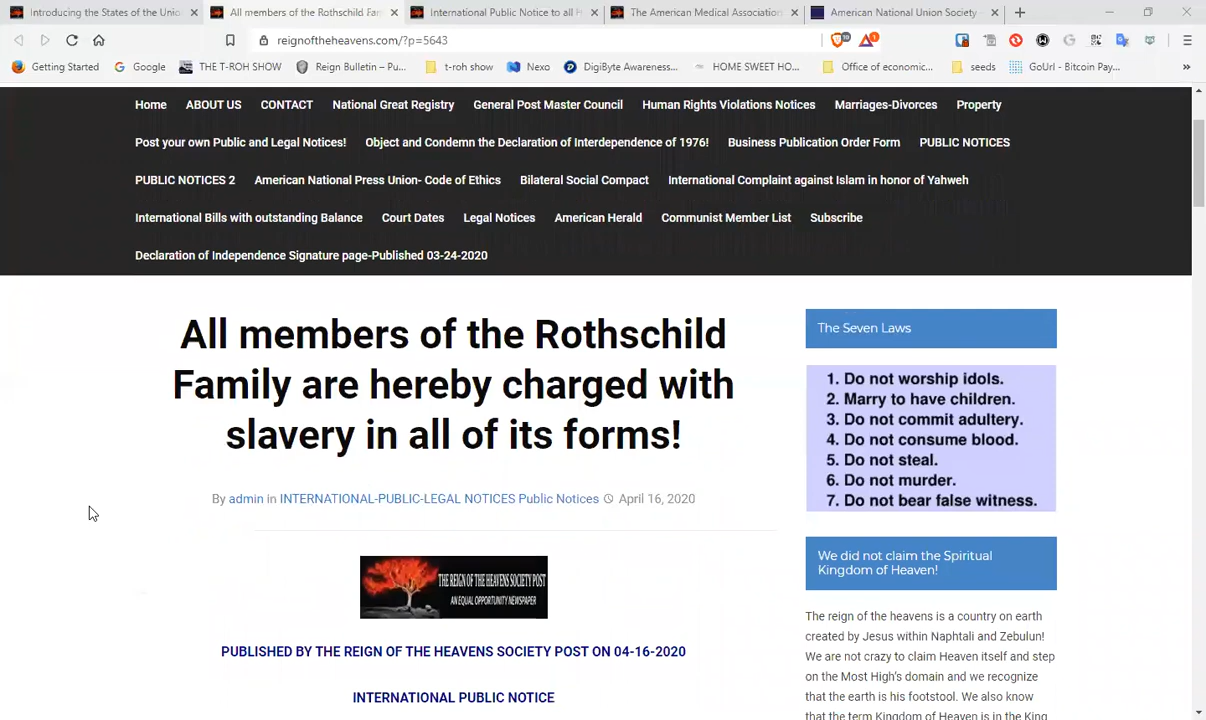 Introducing the States of the Unio
All members of the Rothschild Fam
International Public Notice to all H
The American Medical Association
American National Union Society
reignoftheheavens.com/?p=5643
Getting Started
Google
THE T-ROH SHOW
Reign Bulletin – Pu...
t-roh show
Nexo
DigiByte Awareness...
HOME SWEET HO...
Office of economic...
seeds
GoUrl - Bitcoin Pay...
Home ABOUT US CONTACT National Great Registry General Post Master Council Human Rights Violations Notices Marriages-Divorces Property
Post your own Public and Legal Notices! Object and Condemn the Declaration of Interdependence of 1976! Business Publication Order Form PUBLIC NOTICES
PUBLIC NOTICES 2 American National Press Union- Code of Ethics Bilateral Social Compact International Complaint against Islam in honor of Yahweh
International Bills with outstanding Balance Court Dates Legal Notices American Herald Communist Member List Subscribe
Declaration of Independence Signature page-Published 03-24-2020
All members of the Rothschild
Family are hereby charged with
slavery in all of its forms!
By admin in INTERNATIONAL-PUBLIC-LEGAL NOTICES Public Notices April 16, 2020
THE REIGN OF THE HEAVENS SOCIETY POST
AN EQUAL OPPORTUNITY NEWSPAPER
PUBLISHED BY THE REIGN OF THE HEAVENS SOCIETY POST ON 04-16-2020
INTERNATIONAL PUBLIC NOTICE
The Seven Laws
1. Do not worship idols.
2. Marry to have children.
3. Do not commit adultery.
4. Do not consume blood.
5. Do not steal.
6. Do not murder.
7. Do not bear false witness.
We did not claim the Spiritual
Kingdom of Heaven!
The reign of the heavens is a country on earth
created by Jesus within Naphtali and Zebulun!
We are not crazy to claim Heaven itself and step
on the Most High's domain and we recognize
that the earth is his footstool. We also know
that the term Kingdom of Heaven is in the King